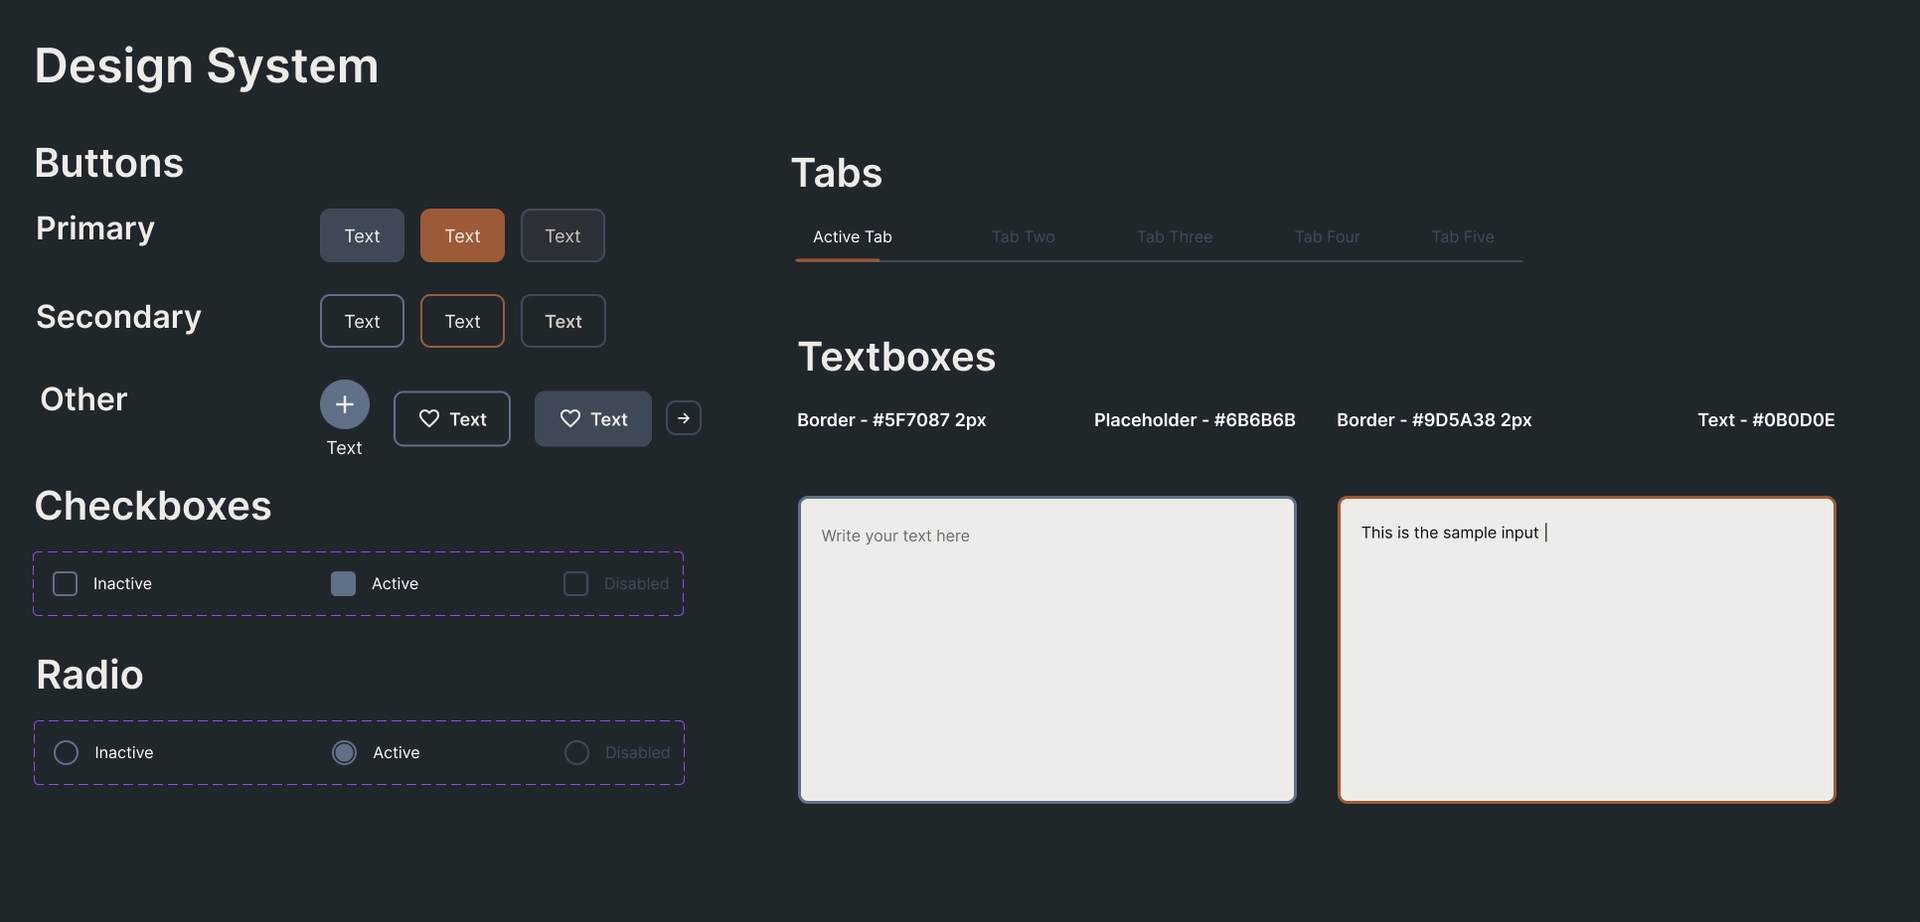 Design System
Buttons
Primary
Text Text Text
Secondary
Text Text Text
Other
Text
Text
Text
Checkboxes
Inactive Active Disabled
Radio
Inactive Active Disabled
Tabs
Active Tab Tab Two Tab Three Tab Four Tab Five
Textboxes
Border - #5F7087 2px Placeholder - #6B6B6B Border - #9D5A38 2px Text - #0B0D0E
Write your text here
This is the sample input |